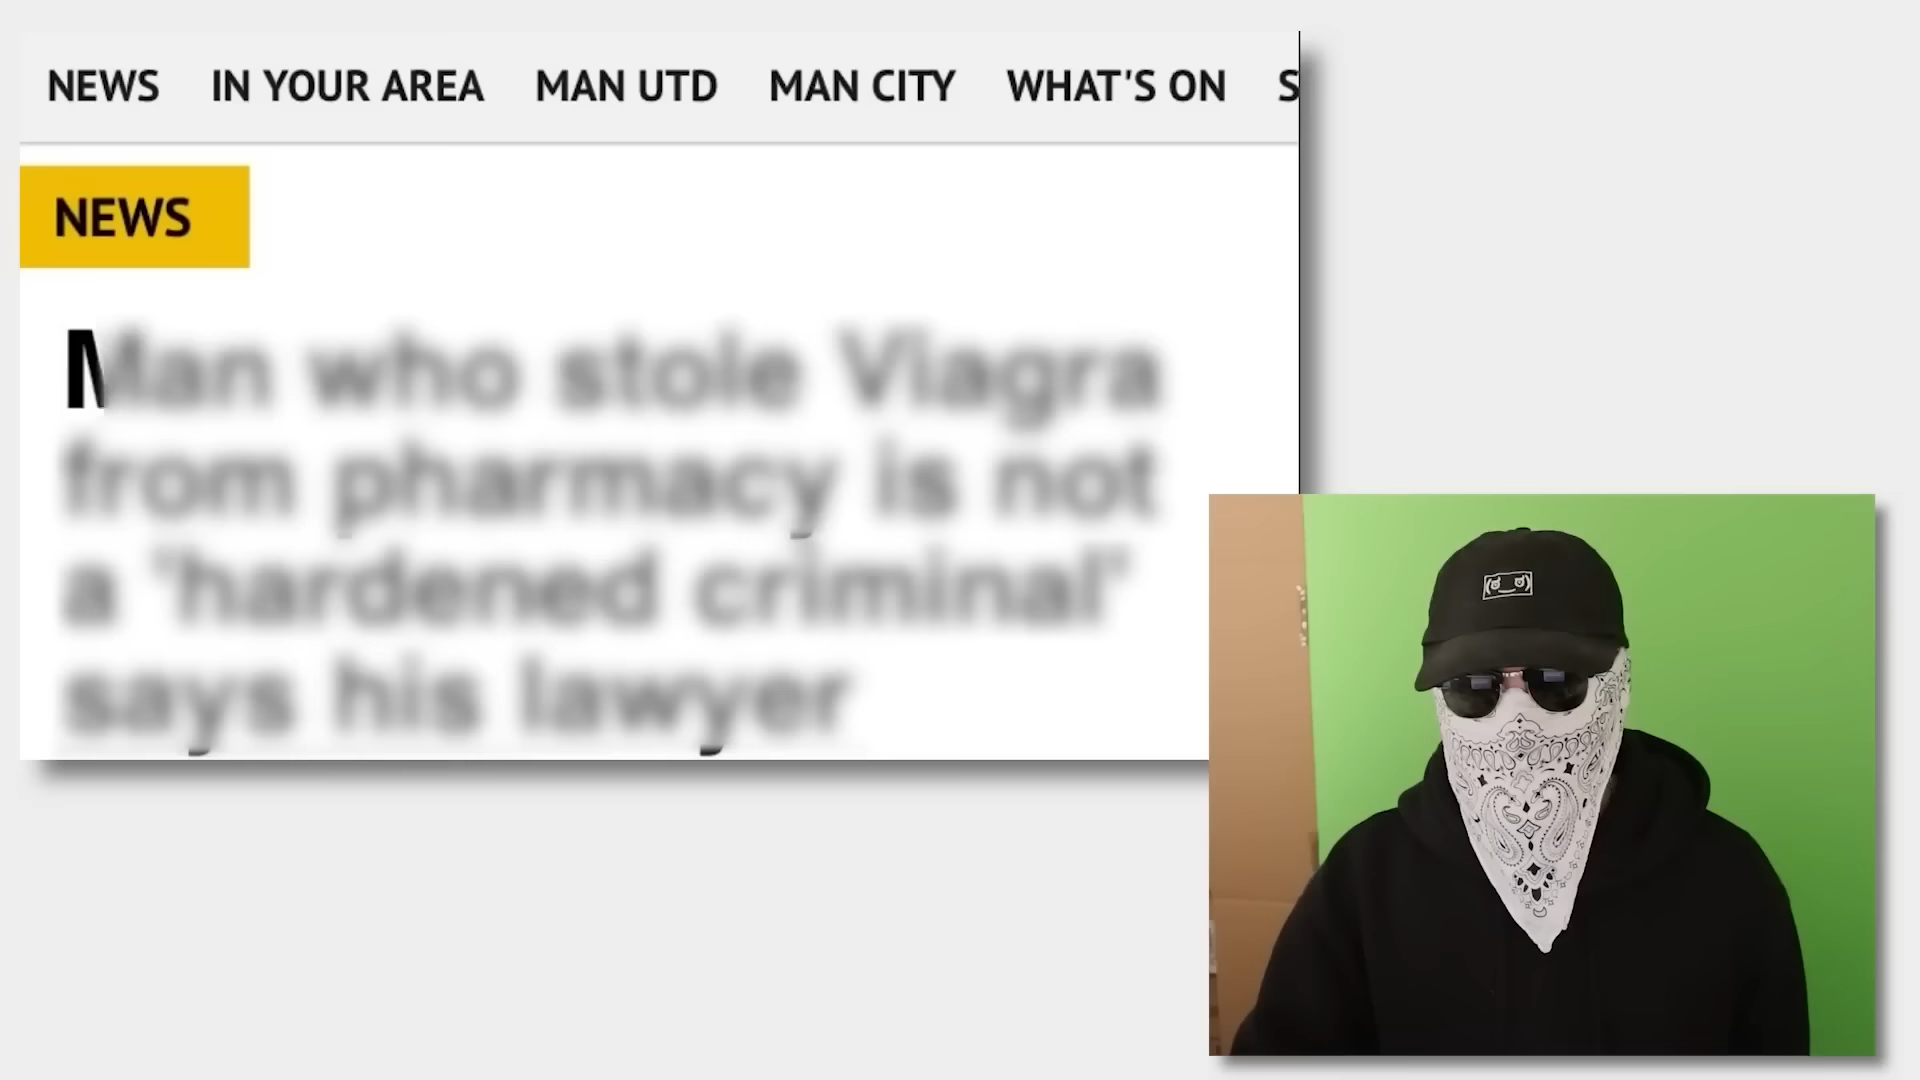 NEWS IN YOUR AREA MAN UTD MAN CITY WHAT'S ON S
NEWS
Man who stole Viagra
from pharmacy is not
a 'hardened criminal'
says his lawyer